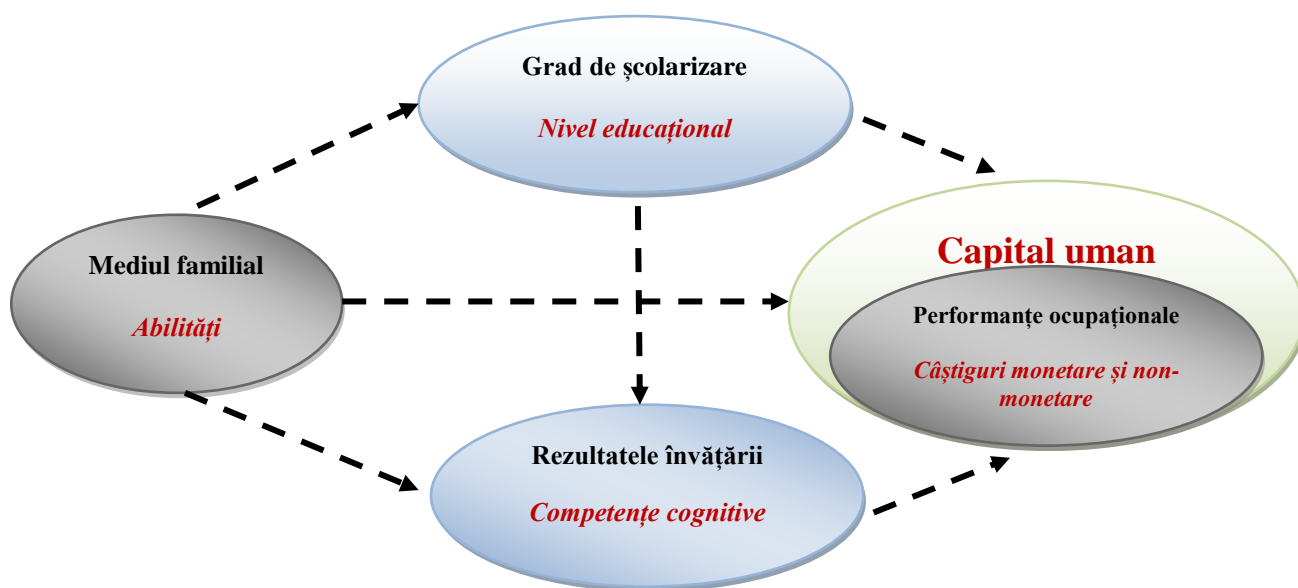 Grad de școlarizare
Nivel educațional
Mediul familial
Abilități
Capital uman
Performanțe ocupaționale
Câștiguri monetare și non-
monetare
Rezultatele învățării
Competențe cognitive